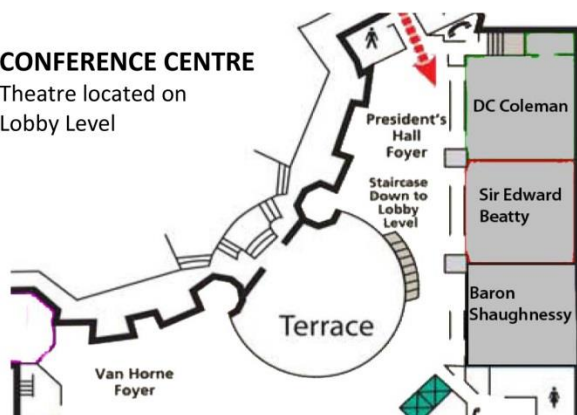 CONFERENCE CENTRE
Theatre located on
Lobby Level
President's
Hall
Foyer
Staircase
Down to
Lobby
Level
DC Coleman
Sir Edward
Beatty
Baron
Shaughnessy
Terrace
Van Horne
Foyer